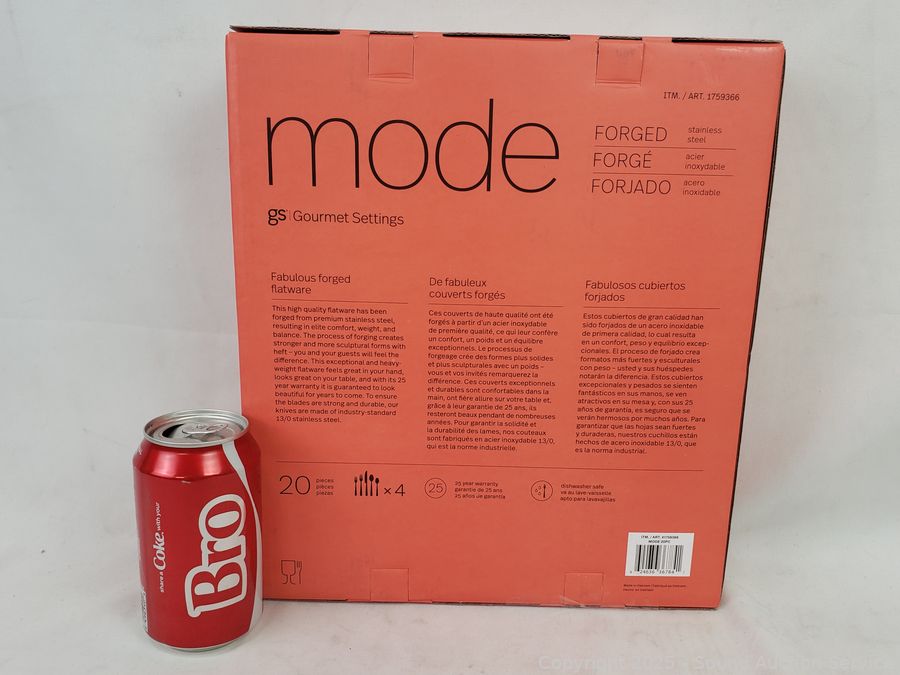 ITM. / ART. 1759366
mode
FORGED stainless
steel
FORGÉ acier
inoxydable
FORJADO acero
inoxidable
gs Gourmet Settings
Fabulous forged
flatware
This high quality flatware has been
forged from premium stainless steel,
resulting in elite comfort, weight, and
balance. The process of forging creates
stronger and more sculptural forms with
heft – you and your guests will feel the
difference. This exceptional and heavy-
weight flatware feels great in your hand,
looks great on your table, and with its 25
year warranty it is guaranteed to look
beautiful for years to come. To ensure
the blades are strong and durable, our
knives are made of industry-standard
13/0 stainless steel.
De fabuleux
couverts forgés
Ces couverts de haute qualité ont été
forgés à partir d'un acier inoxydable
de première qualité, ce qui leur confère
un confort, un poids et un équilibre
exceptionnels. Le processus de
forgeage crée des formes plus solides
et plus sculpturales avec un poids –
vous et vos invités remarquerez la
différence. Ces couverts exceptionnels
et durables sont confortables dans la
main, ont fière allure sur votre table et,
grâce à leur garantie de 25 ans, ils
resteront beaux pendant de nombreuses
années. Pour garantir la solidité et
la durabilité des lames, nos couteaux
sont fabriqués en acier inoxydable 13/0,
qui est la norme industrielle.
Fabulosos cubiertos
forjados
Estos cubiertos de gran calidad han
sido forjados de un acero inoxidable
de primera calidad, lo cual resulta
en un confort, peso y equilibrio excep-
cionales. El proceso de forjado crea
formatos más fuertes y esculturales
con peso – usted y sus huéspedes
notarán la diferencia. Estos cubiertos
excepcionales y pesados se sienten
fantásticos en sus manos, se ven
atractivos en su mesa y, con sus 25
años de garantía, es seguro que se
verán hermosos por muchos años. Para
garantizar que las hojas sean fuertes
y duraderas, nuestros cuchillos están
hechos de acero inoxidable 13/0, que
es la norma industrial.
20 pieces
pièces
piezas
× 4
25
25 year warranty
garantie de 25 ans
25 años de garantía
dishwasher safe
va au lave-vaisselle
apto para lavavajillas
ITM. / ART. 1759366
MODE 20PC
Made in Vietnam | Fabriqué au Vietnam
Hecho en Vietnam
share a Coke with your
Bro
Copyright 2025 - Sound Auction Service